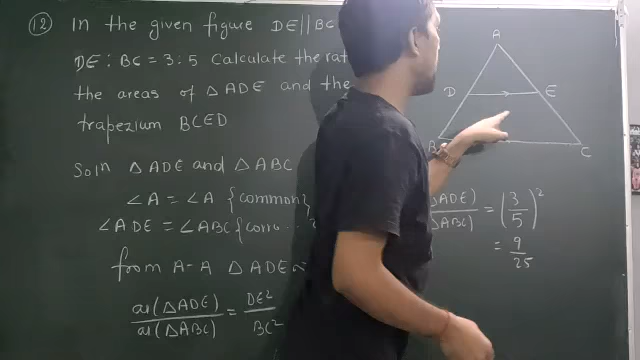 12) In the given figure DE||BC
DE : BC = 3 : 5 Calculate the
the areas of △ ADE and the
trapezium BCED
Soln △ ADE and △ ABC
∠A = ∠A {common}
∠ADE = ∠ABC {corre...
from A-A △ ADE ~
ar(△ADE)/ar(△ABC) = DE²/BC²
△ADE)/△ABC) = (3/5)²
= 9/25
A
D
E
B
C